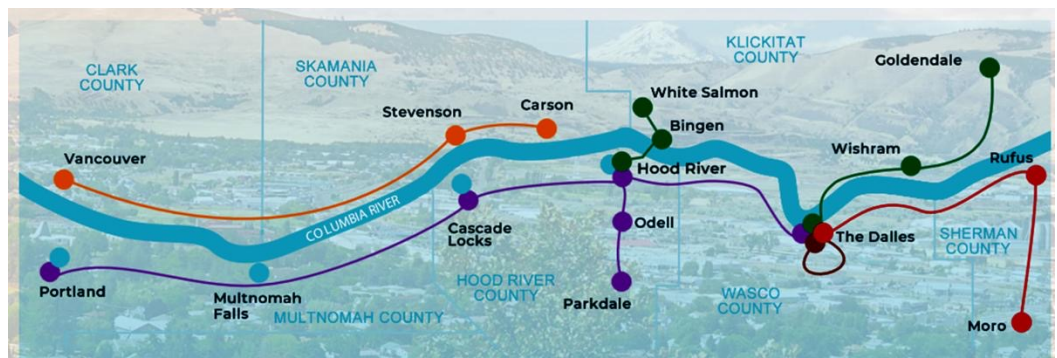 CLARK
COUNTY
SKAMANIA
COUNTY
KLICKITAT
COUNTY
Goldendale
White Salmon
Stevenson
Carson
Bingen
Wishram
Rufus
Vancouver
Hood River
COLUMBIA RIVER
Cascade
Locks
Odell
The Dalles
SHERMAN
COUNTY
Portland
Multnomah
Falls
HOOD RIVER
COUNTY
Parkdale
WASCO
COUNTY
MULTNOMAH COUNTY
Moro